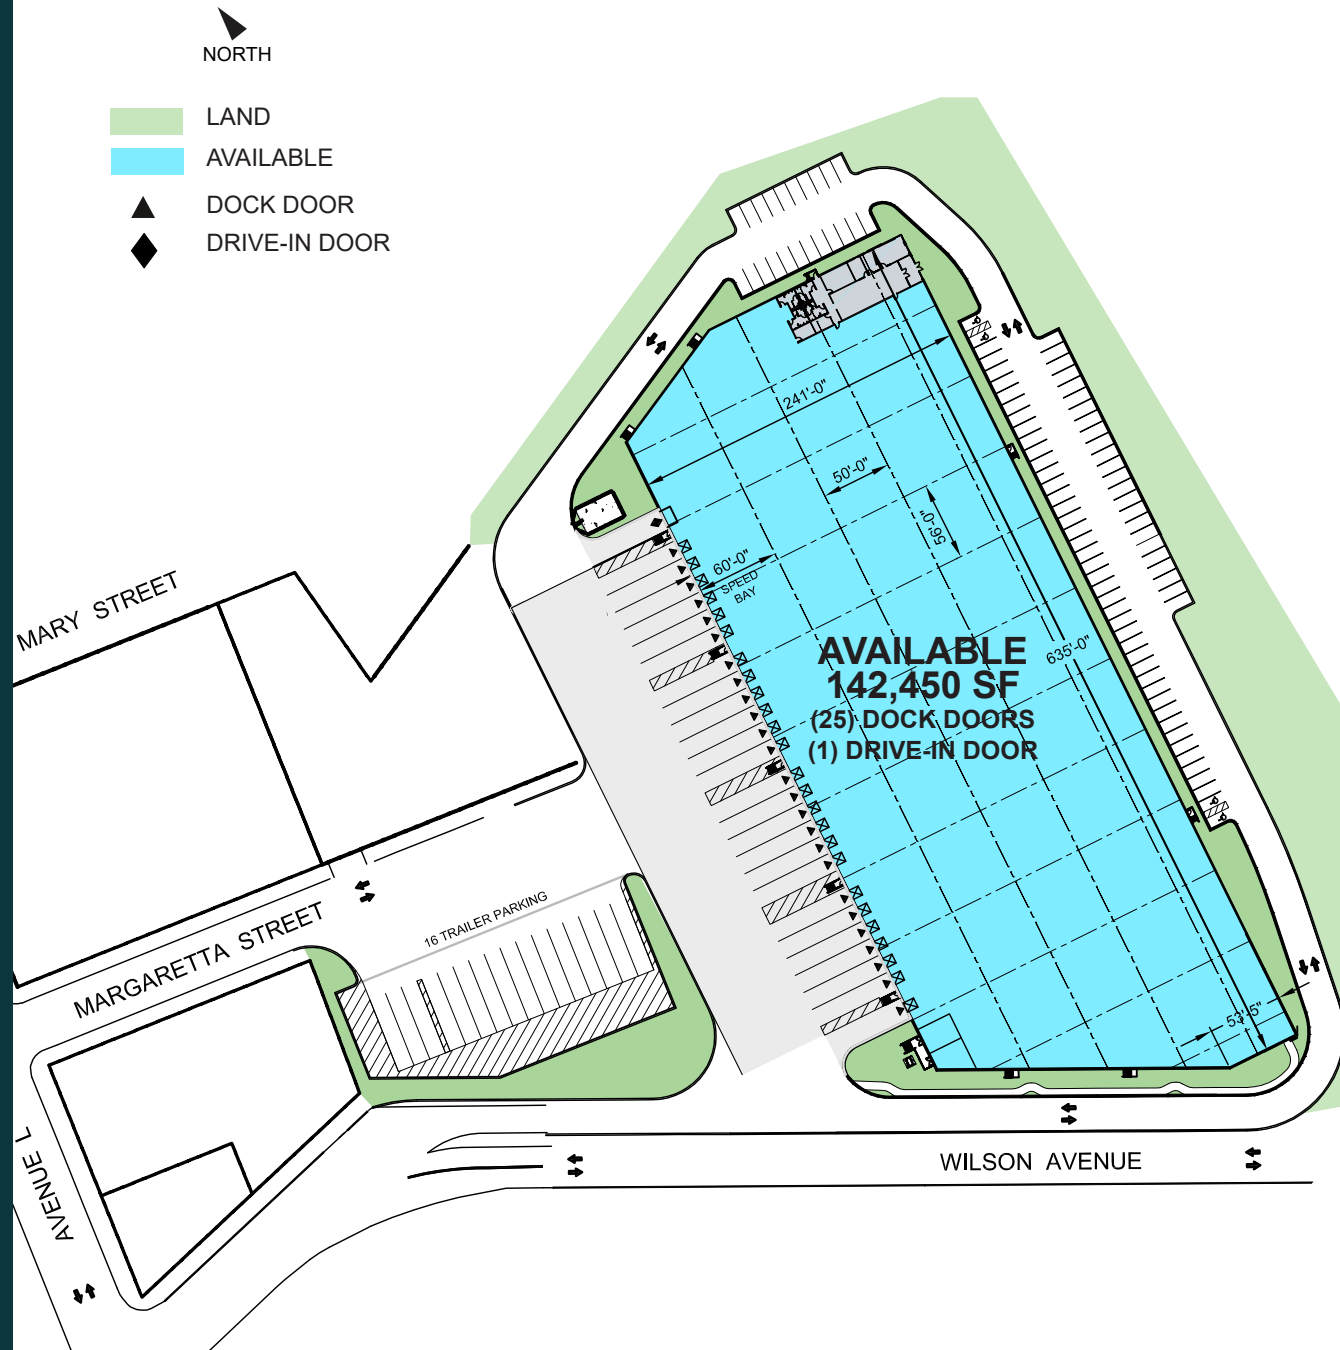 NORTH
LAND
AVAILABLE
DOCK DOOR
DRIVE-IN DOOR
241'-0"
50'-0"
56'-0"
60'-0"
SPEED
BAY
MARY STREET
AVAILABLE
142,450 SF
(25) DOCK DOORS
(1) DRIVE-IN DOOR
635'-0"
16 TRAILER PARKING
MARGARETTA STREET
53'-5"
AVENUE L
WILSON AVENUE